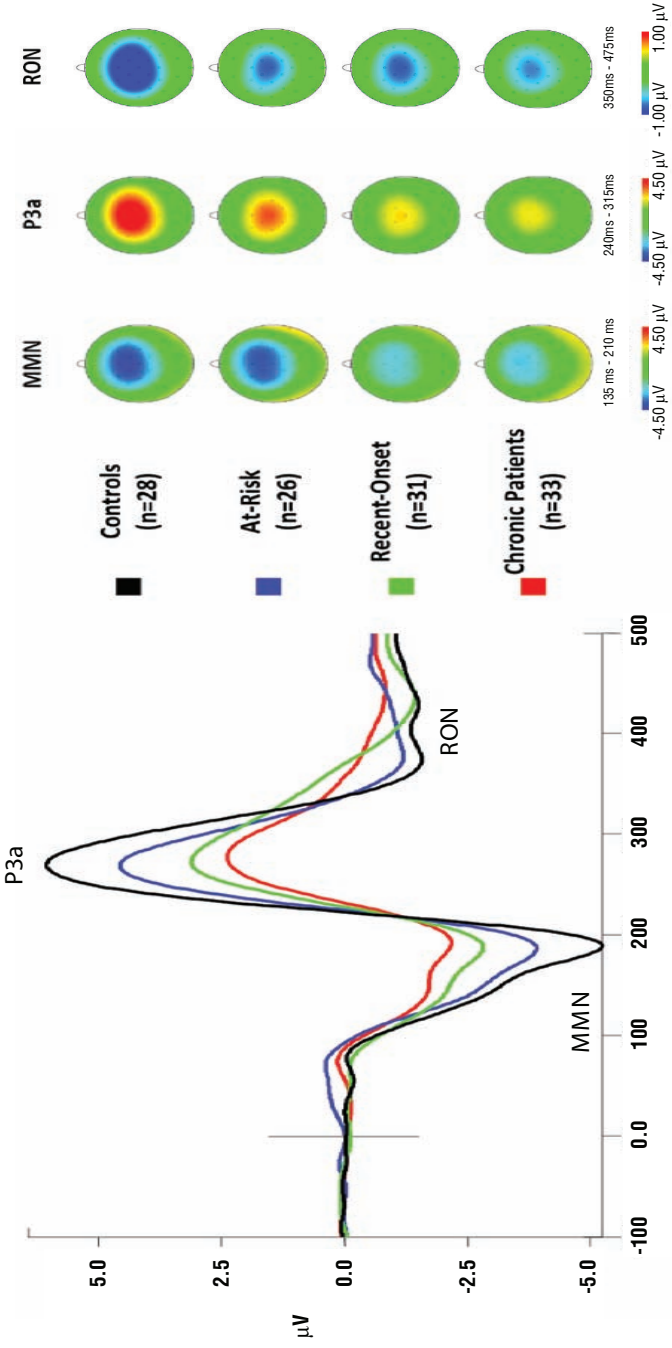 P3a
MMN
RON
μV
5.0
2.5
0.0
-2.5
-5.0
-100
0.0
100
200
300
400
500
Controls
(n=28)
At-Risk
(n=26)
Recent-Onset
(n=31)
Chronic Patients
(n=33)
MMN
P3a
RON
135 ms - 210 ms
240ms - 315ms
350ms - 475ms
-4.50 μV 4.50 μV
-4.50 μV 4.50 μV
-1.00 μV 1.00 μV